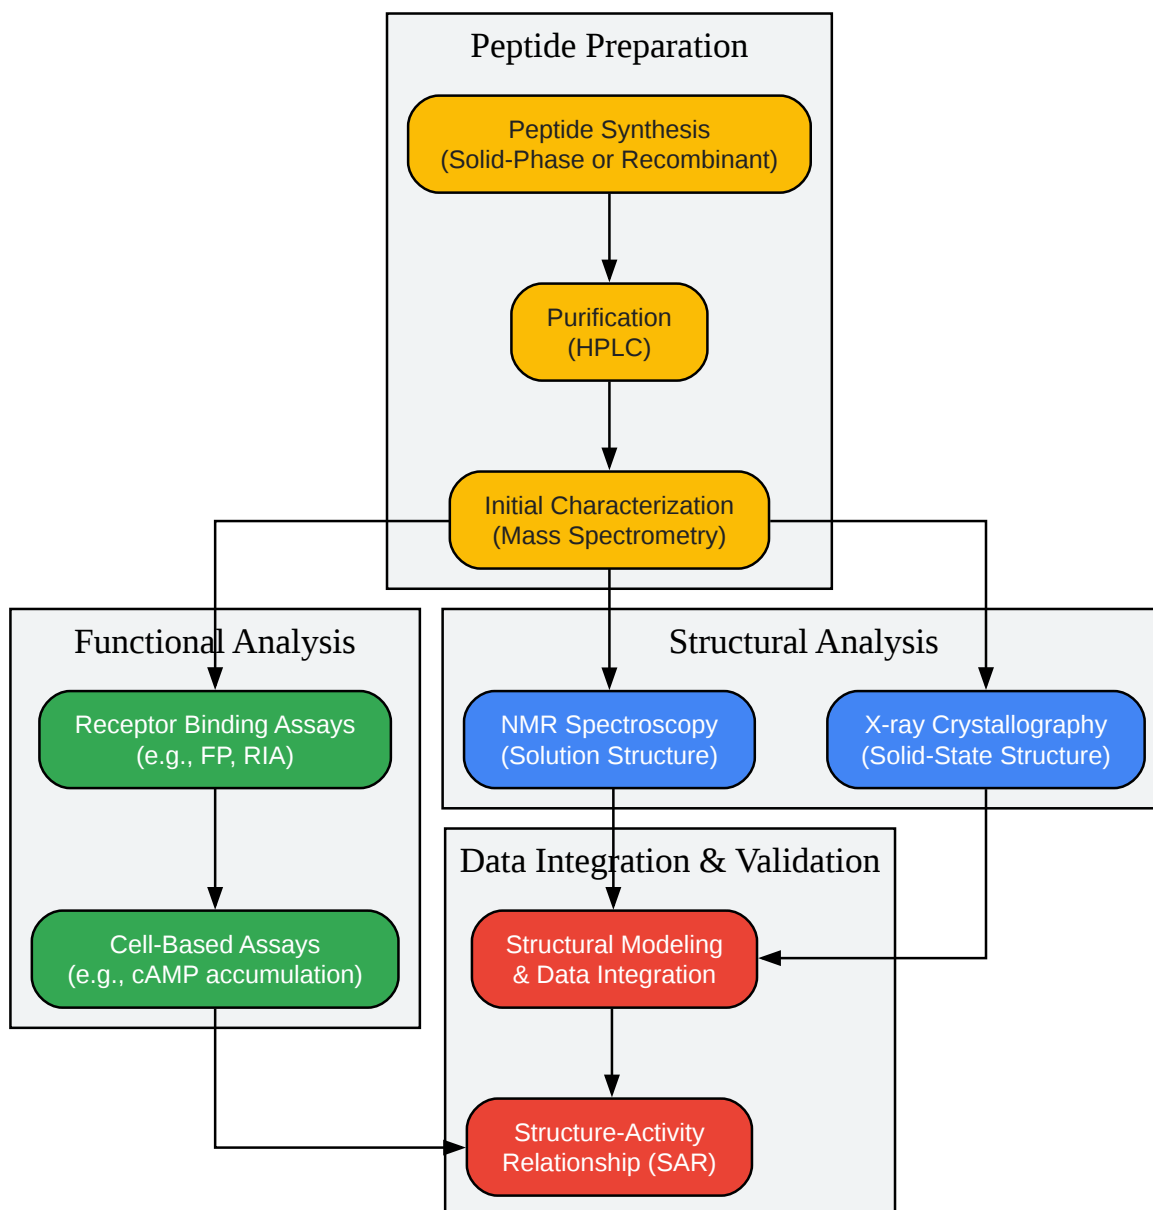 Peptide Preparation
Peptide Synthesis
(Solid-Phase or Recombinant)
Purification
(HPLC)
Initial Characterization
(Mass Spectrometry)
Functional Analysis
Receptor Binding Assays
(e.g., FP, RIA)
Cell-Based Assays
(e.g., cAMP accumulation)
Structural Analysis
NMR Spectroscopy
(Solution Structure)
X-ray Crystallography
(Solid-State Structure)
Data Integration & Validation
Structural Modeling
& Data Integration
Structure-Activity
Relationship (SAR)